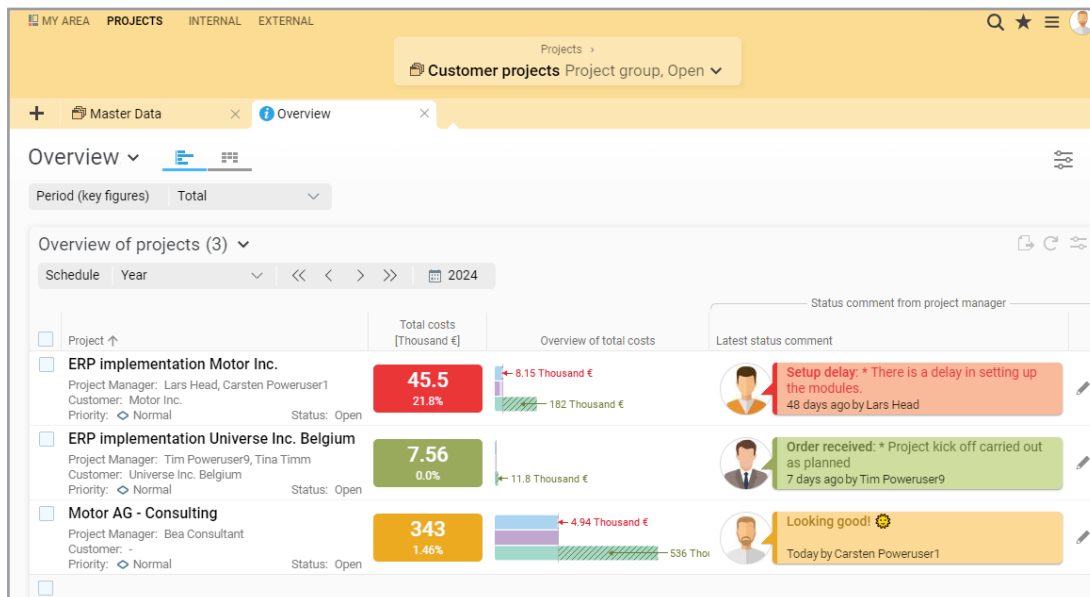 MY AREA PROJECTS INTERNAL EXTERNAL
Projects ›
Customer projects Project group, Open
Master Data
Overview
Overview
Period (key figures) Total
Overview of projects (3)
Schedule Year 2024
Status comment from project manager
Total costs
Project [Thousand €] Overview of total costs Latest status comment
ERP implementation Motor Inc.
Project Manager: Lars Head, Carsten Poweruser1
Customer: Motor Inc.
Priority: Normal Status: Open
45.5
21.8%
8.15 Thousand €
182 Thousand €
Setup delay: * There is a delay in setting up
the modules.
48 days ago by Lars Head
ERP implementation Universe Inc. Belgium
Project Manager: Tim Poweruser9, Tina Timm
Customer: Universe Inc. Belgium
Priority: Normal Status: Open
7.56
0.0%
11.8 Thousand €
Order received: * Project kick off carried out
as planned
7 days ago by Tim Poweruser9
Motor AG - Consulting
Project Manager: Bea Consultant
Customer: -
Priority: Normal Status: Open
343
1.46%
4.94 Thousand €
536 Thou
Looking good! 🌞
Today by Carsten Poweruser1